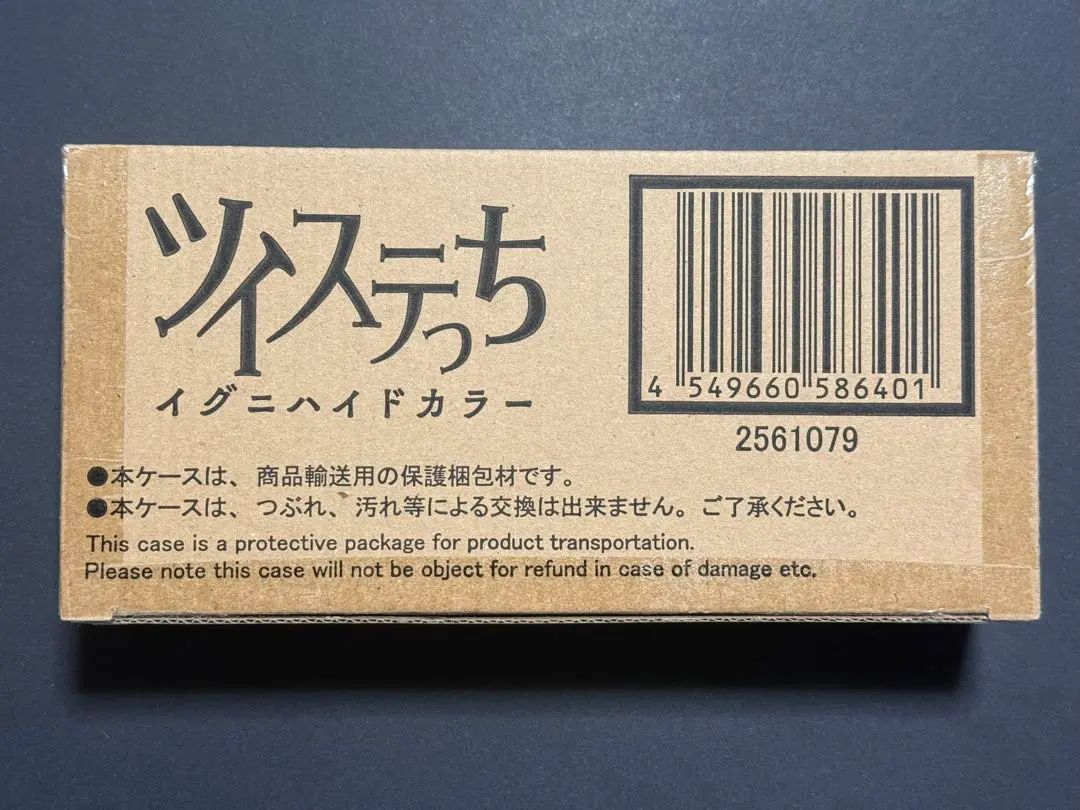 ツイステっち
イグニハイドカラー
4 549660 586401
2561079
●本ケースは、商品輸送用の保護梱包材です。
●本ケースは、つぶれ、汚れ等による交換は出来ません。ご了承ください。
This case is a protective package for product transportation.
Please note this case will not be object for refund in case of damage etc.